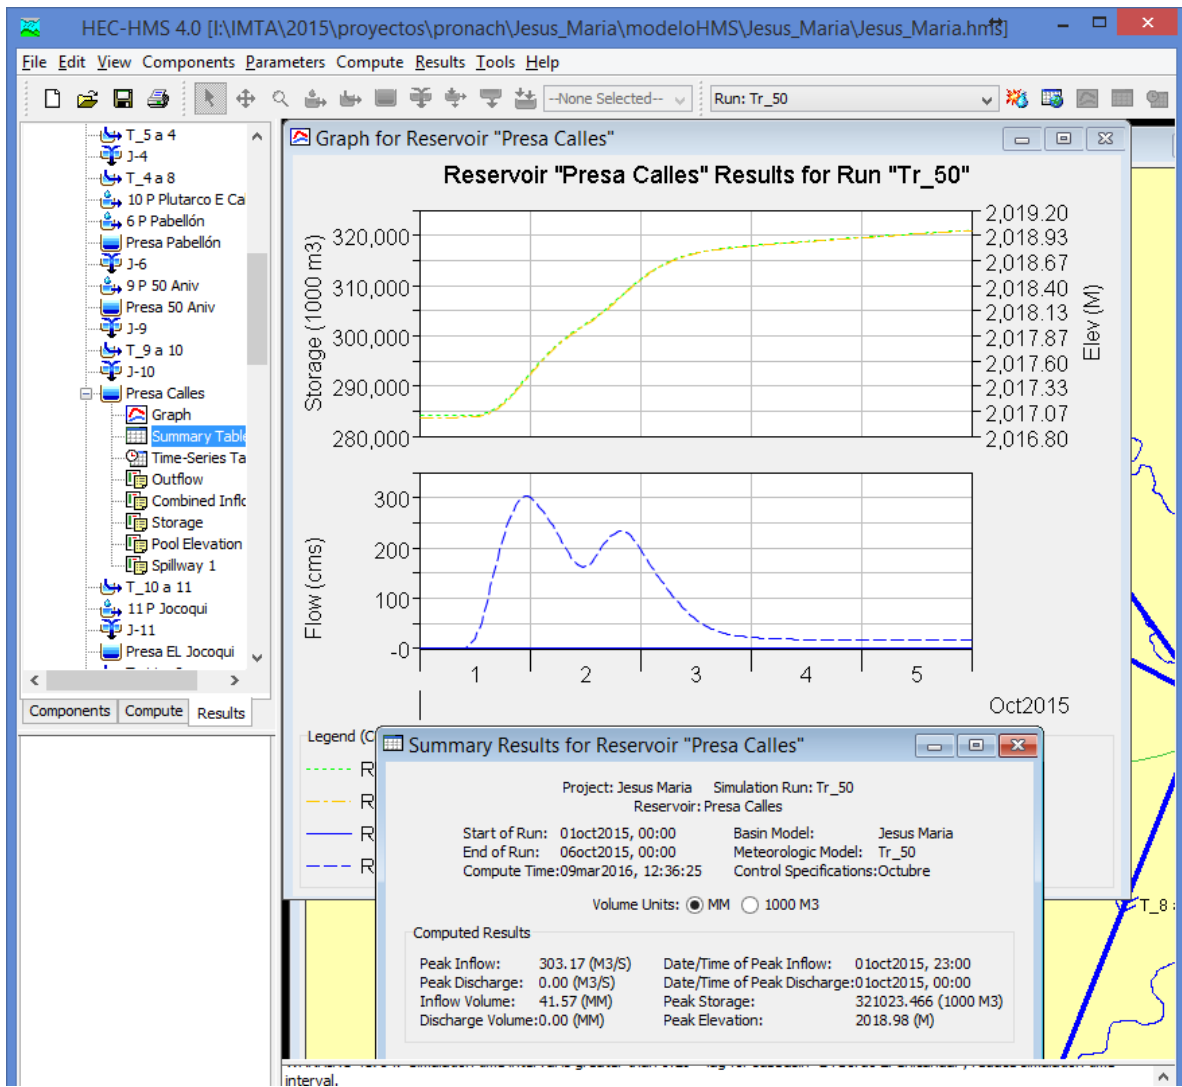 HEC-HMS 4.0 [I:\IMTA\2015\proyectos\pronach\Jesus_Maria\modeloHMS\Jesus_Maria\Jesus_Maria.hms]
File Edit View Components Parameters Compute Results Tools Help
--None Selected-- Run: Tr_50
T_5 a 4
J-4
T_4 a 8
10 P Plutarco E Ca
6 P Pabellón
Presa Pabellón
J-6
9 P 50 Aniv
Presa 50 Aniv
J-9
T_9 a 10
J-10
Presa Calles
Graph
Summary Table
Time-Series Ta
Outflow
Combined Inflo
Storage
Pool Elevation
Spillway 1
T_10 a 11
11 P Jocoqui
J-11
Presa EL Jocoqui
Components Compute Results
Graph for Reservoir "Presa Calles"
Reservoir "Presa Calles" Results for Run "Tr_50"
Storage (1000 m3)
320,000
310,000
300,000
290,000
280,000
2,019.20
2,018.93
2,018.67
2,018.40
2,018.13
2,017.87
2,017.60
2,017.33
2,017.07
2,016.80
Elev (M)
Flow (cms)
300
200
100
-0
1 2 3 4 5
Oct2015
Legend (C
R
R
R
R
Summary Results for Reservoir "Presa Calles"
Project: Jesus Maria Simulation Run: Tr_50
Reservoir: Presa Calles
Start of Run: 01oct2015, 00:00 Basin Model: Jesus Maria
End of Run: 06oct2015, 00:00 Meteorologic Model: Tr_50
Compute Time:09mar2016, 12:36:25 Control Specifications:Octubre
Volume Units: MM 1000 M3
Computed Results
Peak Inflow: 303.17 (M3/S) Date/Time of Peak Inflow: 01oct2015, 23:00
Peak Discharge: 0.00 (M3/S) Date/Time of Peak Discharge:01oct2015, 00:00
Inflow Volume: 41.57 (MM) Peak Storage: 321023.466 (1000 M3)
Discharge Volume:0.00 (MM) Peak Elevation: 2018.98 (M)
T_8
interval.